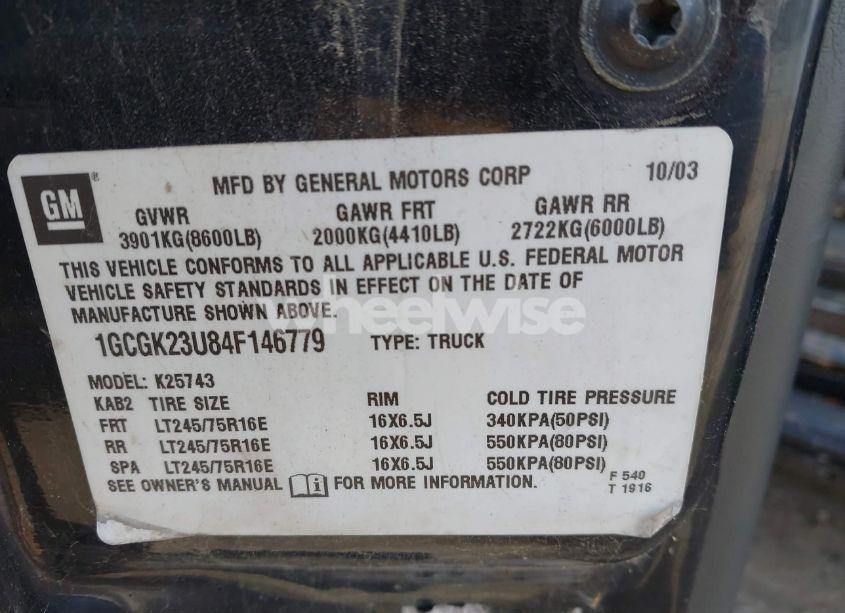 GM ®
MFD BY GENERAL MOTORS CORP 10/03
GVWR GAWR FRT GAWR RR
3901KG(8600LB) 2000KG(4410LB) 2722KG(6000LB)
THIS VEHICLE CONFORMS TO ALL APPLICABLE U.S. FEDERAL MOTOR
VEHICLE SAFETY STANDARDS IN EFFECT ON THE DATE OF
MANUFACTURE SHOWN ABOVE.
wheelwise
1GCGK23U84F146779 TYPE: TRUCK
MODEL: K25743
KAB2 TIRE SIZE RIM COLD TIRE PRESSURE
FRT LT245/75R16E 16X6.5J 340KPA(50PSI)
RR LT245/75R16E 16X6.5J 550KPA(80PSI)
SPA LT245/75R16E 16X6.5J 550KPA(80PSI)
SEE OWNER'S MANUAL i FOR MORE INFORMATION.
F 540
T 1916